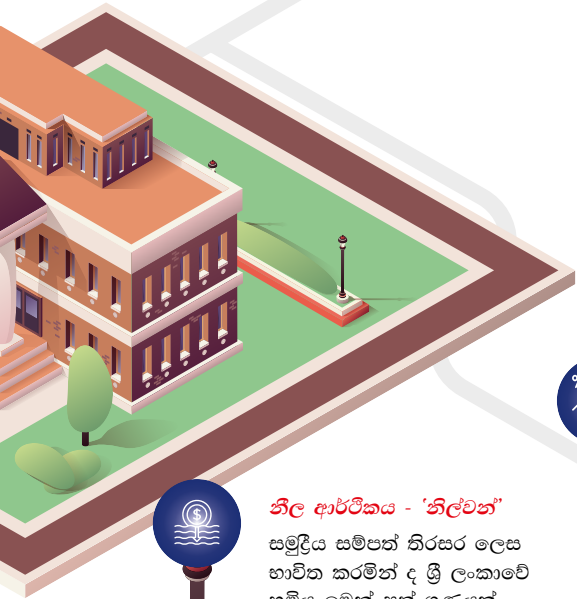 නීල ආර්ථිකය - ‘නිල්වන්’
සමුද්‍රීය සම්පත් තිරසර ලෙස
භාවිත කරමින් ද ශ්‍රී ලංකාවේ